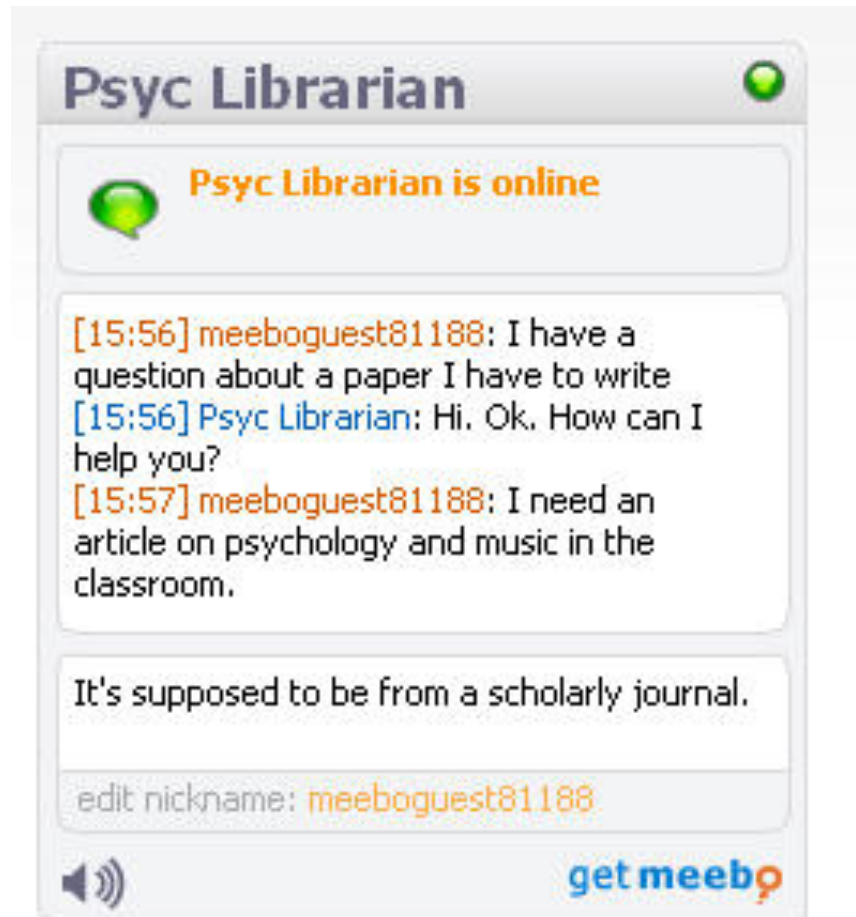 Psyc Librarian
Psyc Librarian is online
[15:56] meeboguest81188: I have a
question about a paper I have to write
[15:56] Psyc Librarian: Hi. Ok. How can I
help you?
[15:57] meeboguest81188: I need an
article on psychology and music in the
classroom.
It's supposed to be from a scholarly journal.
edit nickname: meeboguest81188
get meebo